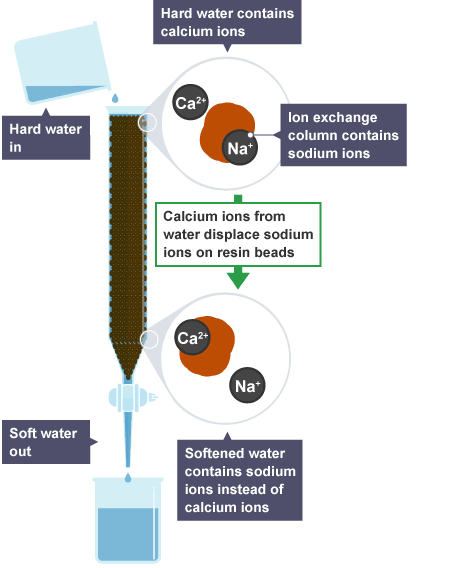 Hard water contains
calcium ions
Ca²⁺
Hard water
in
Ion exchange
column contains
sodium ions
Na⁺
Calcium ions from
water displace sodium
ions on resin beads
Ca²⁺
Na⁺
Soft water
out
Softened water
contains sodium
ions instead of
calcium ions